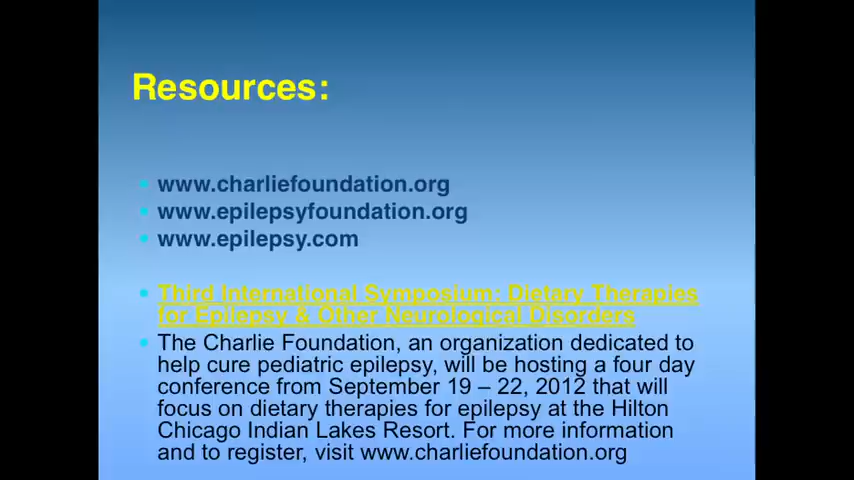 Resources:
www.charliefoundation.org
www.epilepsyfoundation.org
www.epilepsy.com
Third International Symposium: Dietary Therapies
for Epilepsy & Other Neurological Disorders
The Charlie Foundation, an organization dedicated to
help cure pediatric epilepsy, will be hosting a four day
conference from September 19 – 22, 2012 that will
focus on dietary therapies for epilepsy at the Hilton
Chicago Indian Lakes Resort. For more information
and to register, visit www.charliefoundation.org